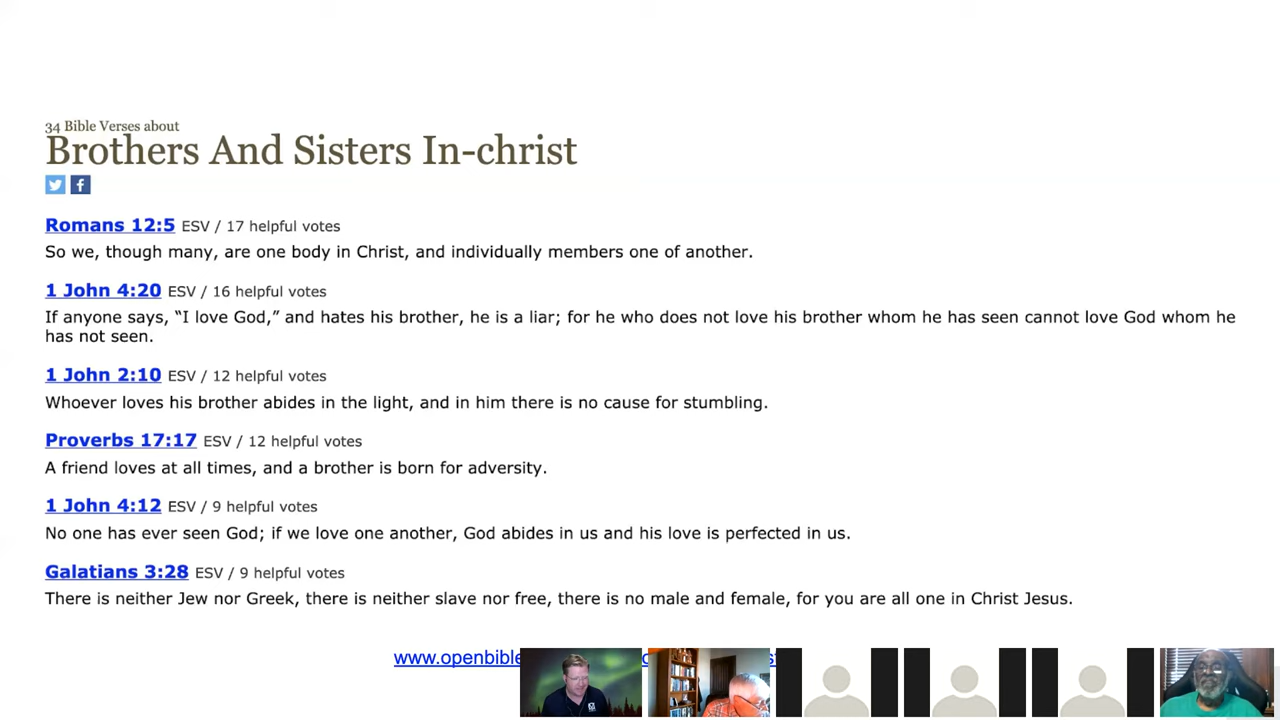 34 Bible Verses about
Brothers And Sisters In-christ
Romans 12:5 ESV / 17 helpful votes
So we, though many, are one body in Christ, and individually members one of another.
1 John 4:20 ESV / 16 helpful votes
If anyone says, “I love God,” and hates his brother, he is a liar; for he who does not love his brother whom he has seen cannot love God whom he
has not seen.
1 John 2:10 ESV / 12 helpful votes
Whoever loves his brother abides in the light, and in him there is no cause for stumbling.
Proverbs 17:17 ESV / 12 helpful votes
A friend loves at all times, and a brother is born for adversity.
1 John 4:12 ESV / 9 helpful votes
No one has ever seen God; if we love one another, God abides in us and his love is perfected in us.
Galatians 3:28 ESV / 9 helpful votes
There is neither Jew nor Greek, there is neither slave nor free, there is no male and female, for you are all one in Christ Jesus.
www.openbible